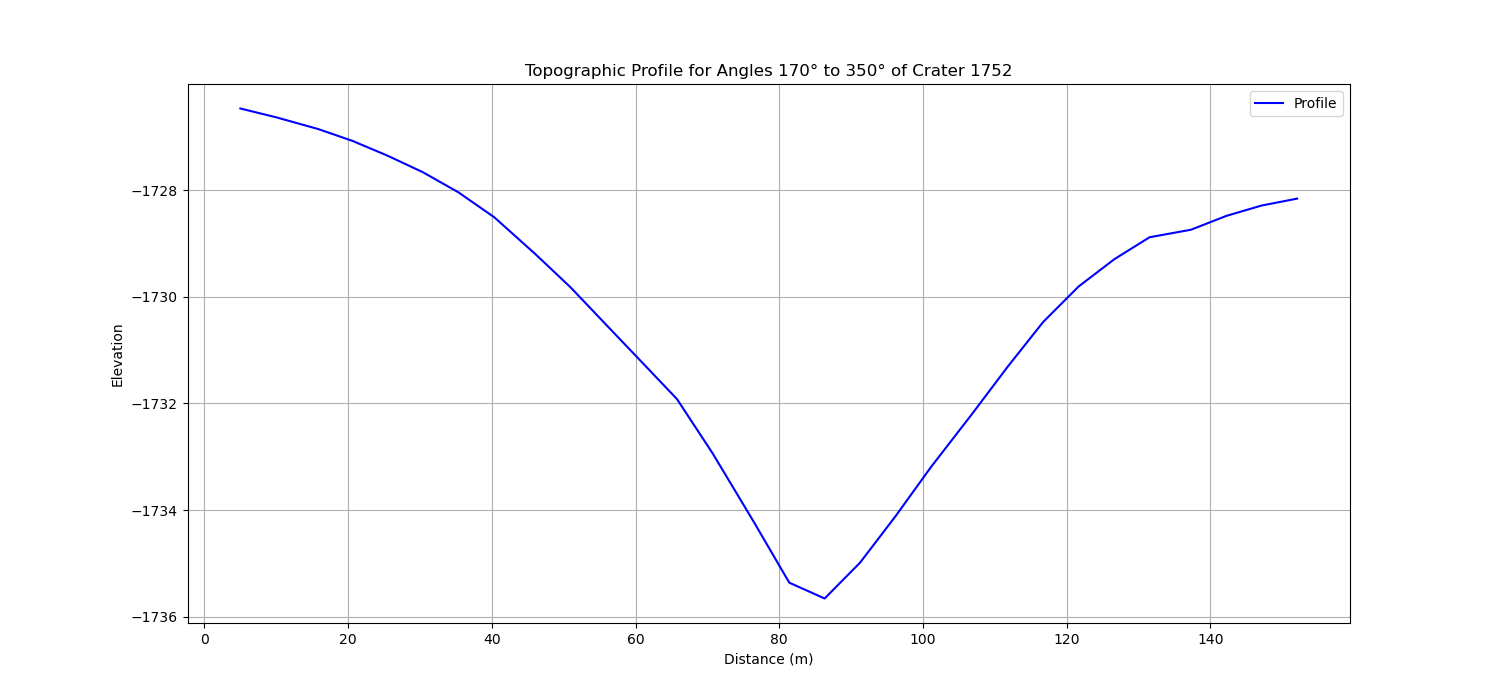 Topographic Profile for Angles 170° to 350° of Crater 1752
Profile
−1728
−1730
−1732
−1734
−1736
Elevation
0 20 40 60 80 100 120 140
Distance (m)